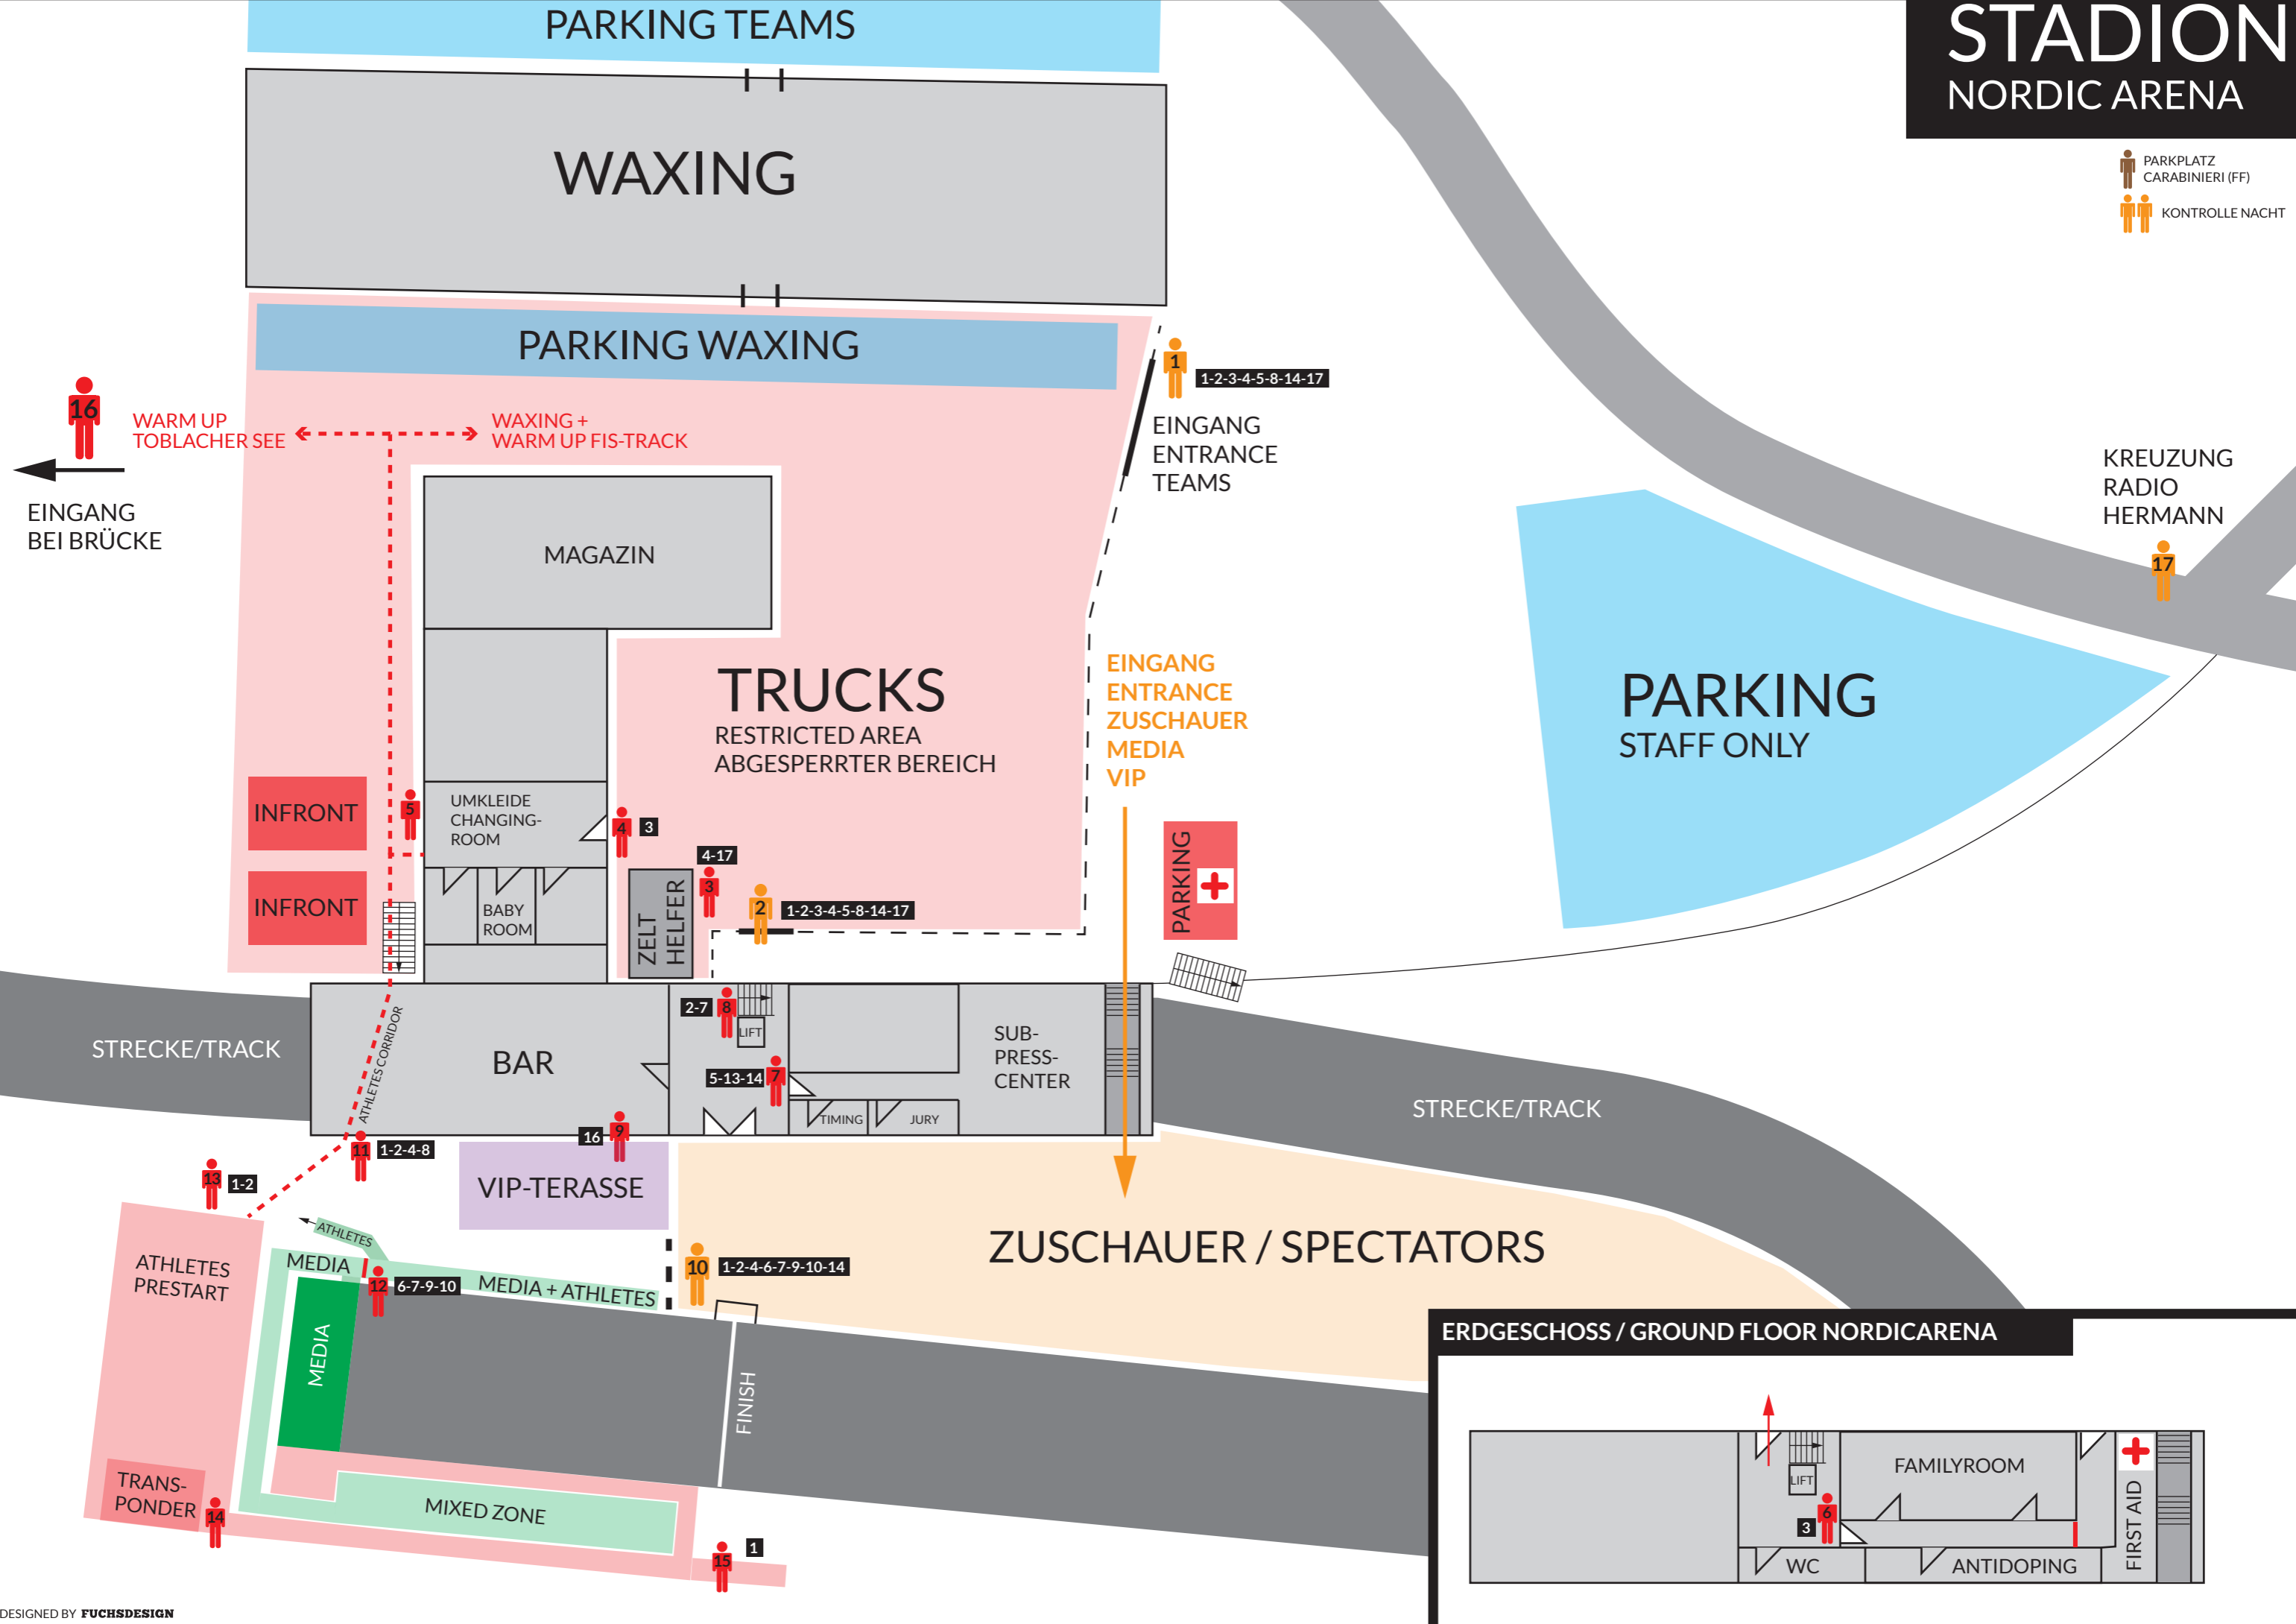 PARKING TEAMS
STADION
NORDIC ARENA
PARKPLATZ
CARABINIERI (FF)
KONTROLLE NACHT
WAXING
PARKING WAXING
1
1-2-3-4-5-8-14-17
EINGANG
ENTRANCE
TEAMS
16
WARM UP
TOBLACHER SEE
WAXING +
WARM UP FIS-TRACK
EINGANG
BEI BRÜCKE
KREUZUNG
RADIO
HERMANN
17
MAGAZIN
TRUCKS
RESTRICTED AREA
ABGESPERRTER BEREICH
EINGANG
ENTRANCE
ZUSCHAUER
MEDIA
VIP
PARKING
STAFF ONLY
INFRONT
INFRONT
5
UMKLEIDE
CHANGING-
ROOM
4
3
4-17
3
BABY
ROOM
ZELT
HELFER
2
1-2-3-4-5-8-14-17
PARKING
STRECKE/TRACK
ATHLETES CORRIDOR
BAR
2-7
8
LIFT
5-13-14
7
TIMING
JURY
SUB-
PRESS-
CENTER
STRECKE/TRACK
16
9
11
1-2-4-8
13
1-2
VIP-TERASSE
ZUSCHAUER / SPECTATORS
10
1-2-4-6-7-9-10-14
ATHLETES
PRESTART
ATHLETES
MEDIA
12
6-7-9-10
MEDIA + ATHLETES
MEDIA
FINISH
TRANS-
PONDER
14
MIXED ZONE
15
1
ERDGESCHOSS / GROUND FLOOR NORDICARENA
LIFT
FAMILYROOM
6
3
WC
ANTIDOPING
FIRST AID
DESIGNED BY FUCHSDESIGN